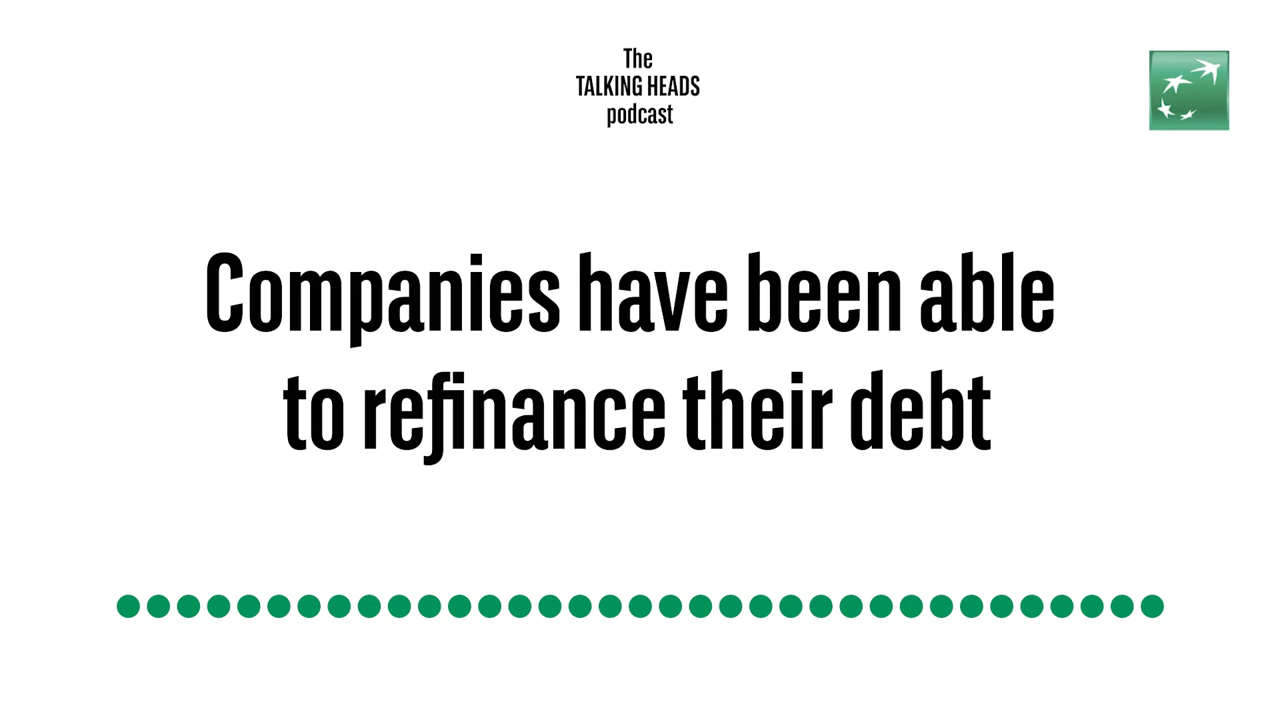 The
TALKING HEADS
podcast
Companies have been able
to refinance their debt